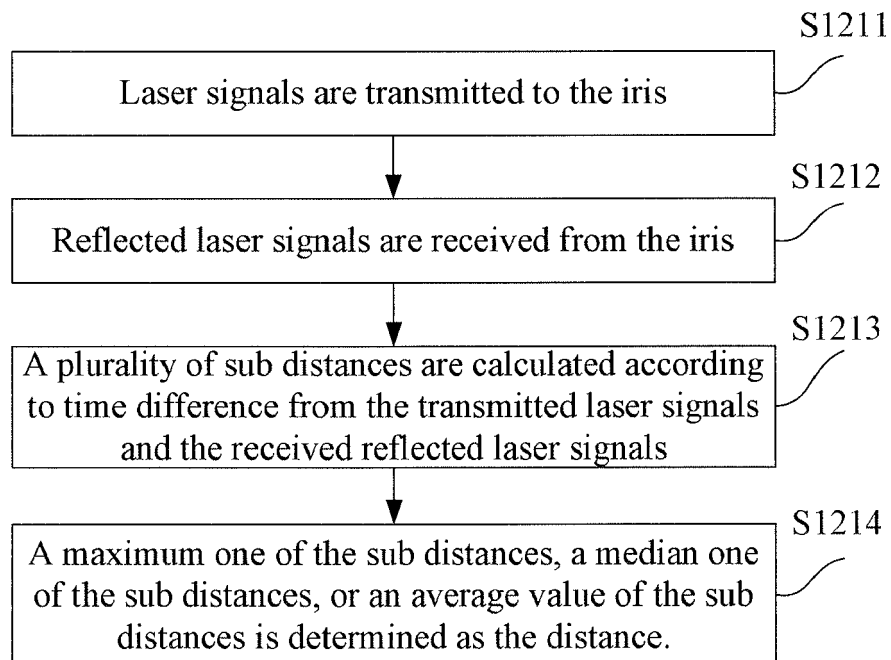 S1211
Laser signals are transmitted to the iris
S1212
Reflected laser signals are received from the iris
S1213
A plurality of sub distances are calculated according
to time difference from the transmitted laser signals
and the received reflected laser signals
S1214
A maximum one of the sub distances, a median one
of the sub distances, or an average value of the sub
distances is determined as the distance.